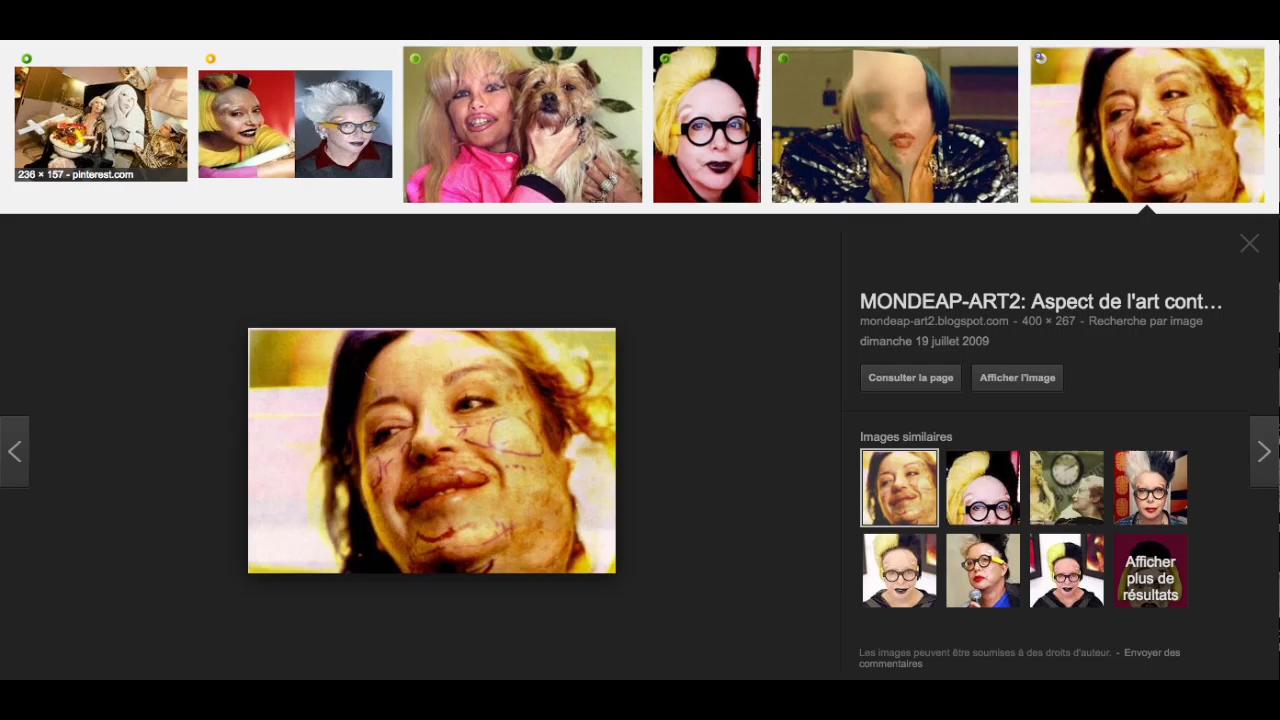 236 × 157 - pinterest.com
MONDEAP-ART2: Aspect de l'art cont…
mondeap-art2.blogspot.com - 400 × 267 - Recherche par image
dimanche 19 juillet 2009
Consulter la page
Afficher l'image
Images similaires
Afficher
plus de
résultats
Les images peuvent être soumises à des droits d'auteur. - Envoyer des
commentaires